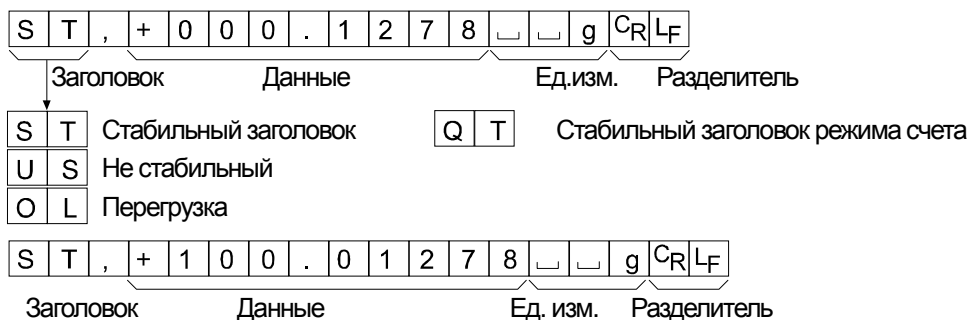 S T , + 0 0 0 . 1 2 7 8 ⎵ ⎵ g CR LF
Заголовок Данные Ед.изм. Разделитель
S T Стабильный заголовок Q T Стабильный заголовок режима счета
U S Не стабильный
O L Перегрузка
S T , + 1 0 0 . 0 1 2 7 8 ⎵ ⎵ g CR LF
Заголовок Данные Ед. изм. Разделитель